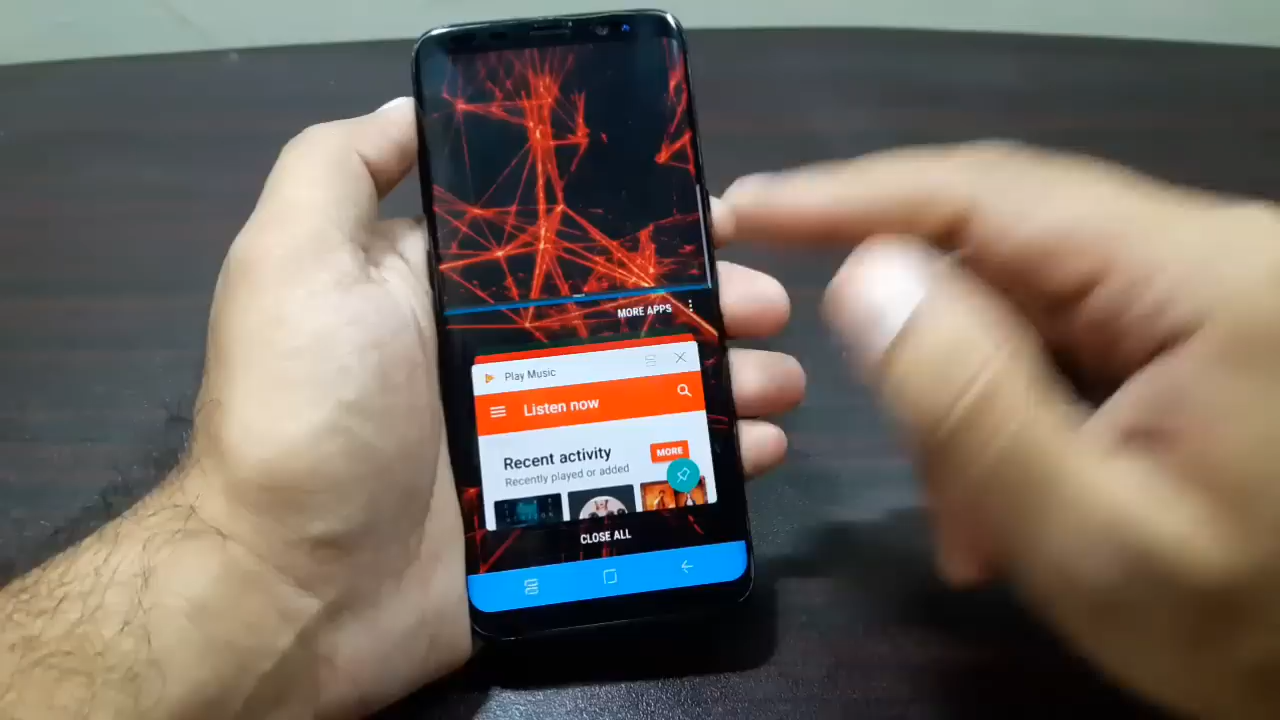 MORE APPS
Play Music
Listen now
Recent activity
MORE
Recently played or added
CLOSE ALL